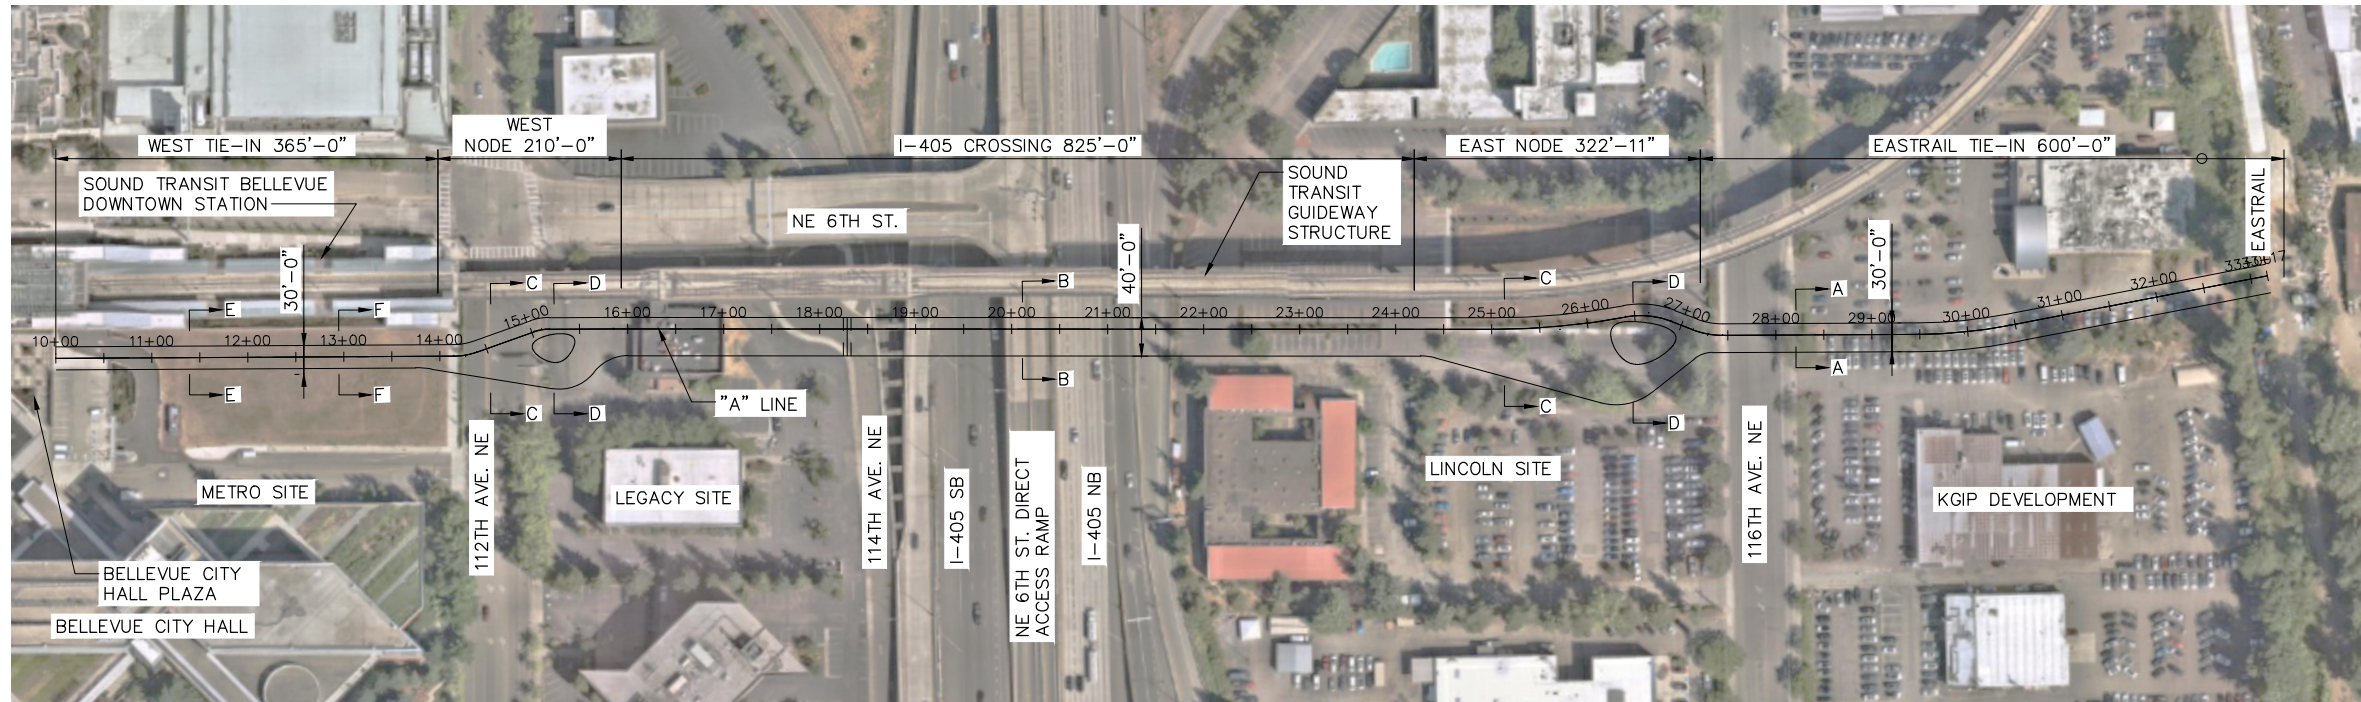 WEST TIE-IN 365'-0"
WEST
NODE 210'-0"
I-405 CROSSING 825'-0"
EAST NODE 322'-11"
EASTRAIL TIE-IN 600'-0"
SOUND TRANSIT BELLEVUE
DOWNTOWN STATION
SOUND
TRANSIT
GUIDEWAY
STRUCTURE
NE 6TH ST.
EASTRAIL
30'-0"
40'-0"
30'-0"
C
D
B
C
D
A
E
F
10+00
11+00
12+00
13+00
14+00
15+00
16+00
17+00
18+00
19+00
20+00
21+00
22+00
23+00
24+00
25+00
26+00
27+00
28+00
29+00
30+00
31+00
32+00
E
F
C
D
B
C
D
A
"A" LINE
112TH AVE. NE
114TH AVE. NE
I-405 SB
NE 6TH ST. DIRECT
ACCESS RAMP
I-405 NB
116TH AVE. NE
METRO SITE
LEGACY SITE
LINCOLN SITE
KGIP DEVELOPMENT
BELLEVUE CITY
HALL PLAZA
BELLEVUE CITY HALL